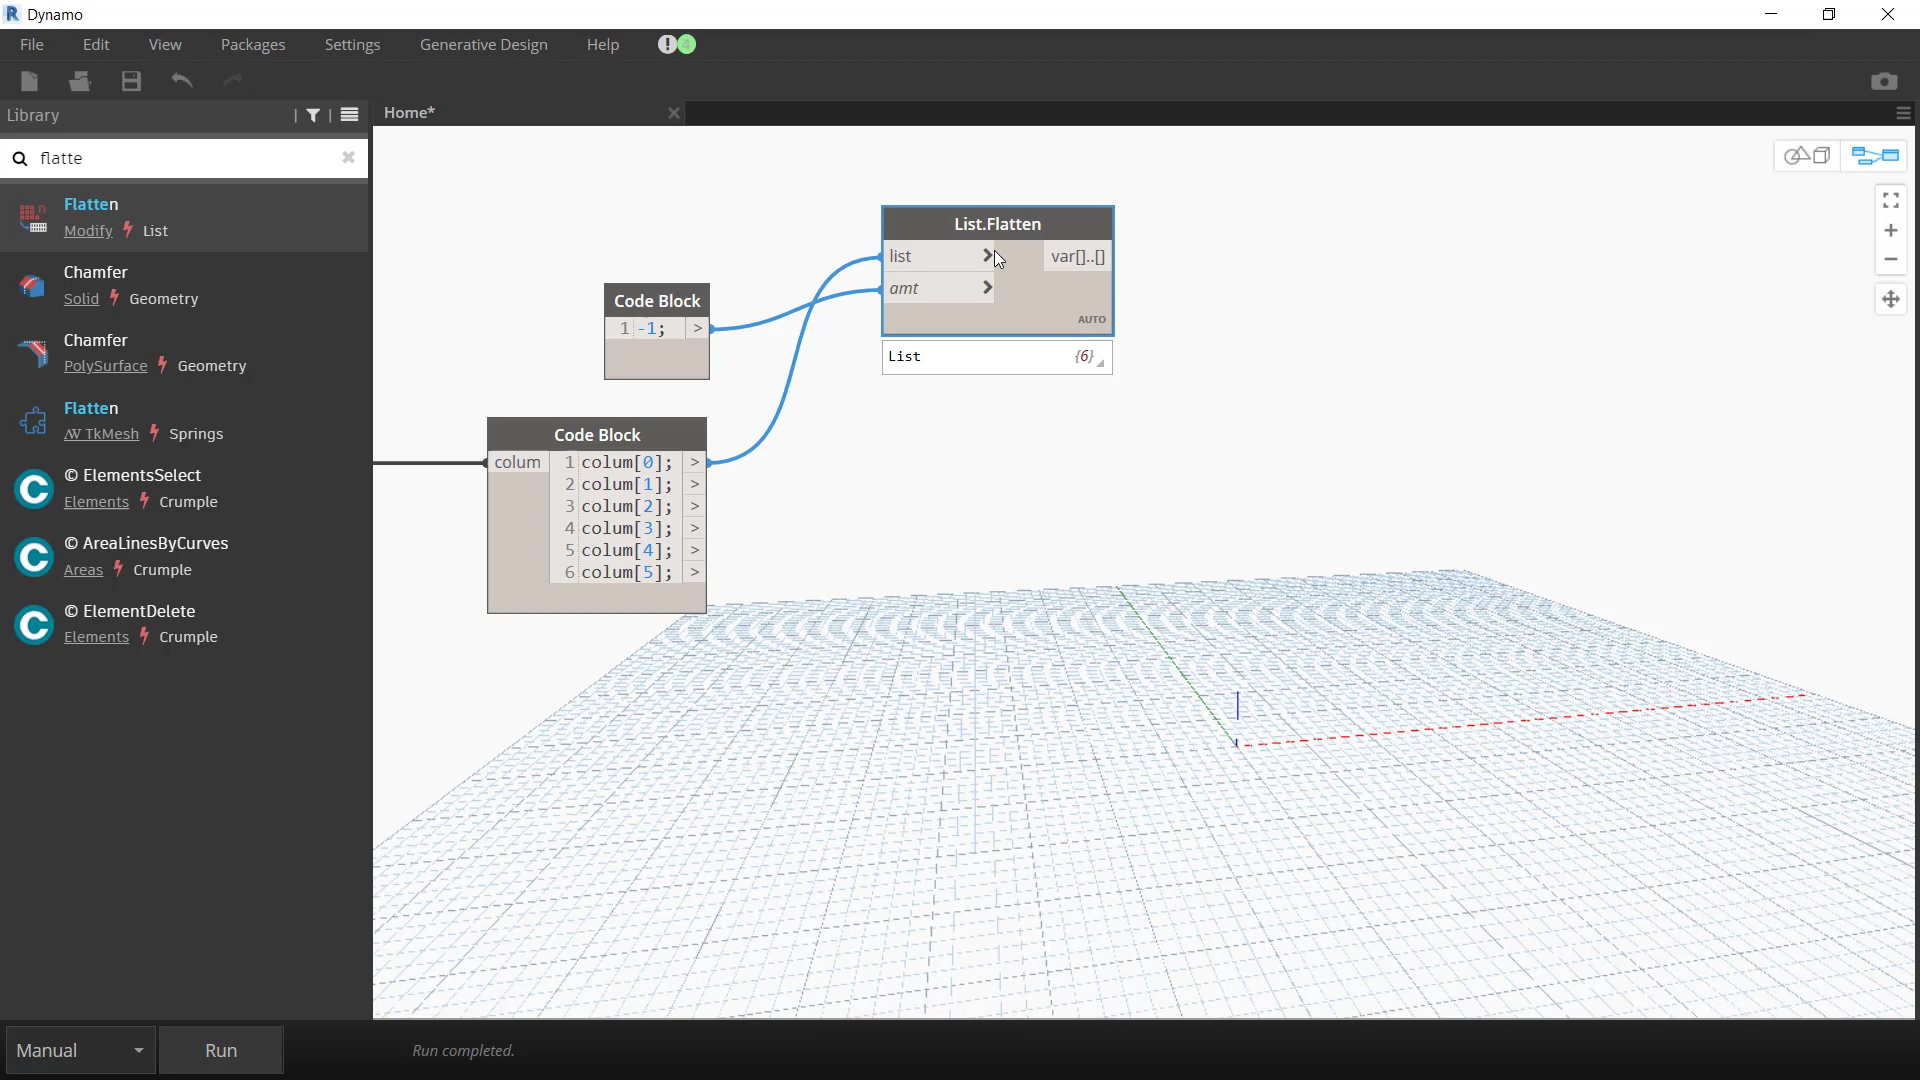 Dynamo
File Edit View Packages Settings Generative Design Help ! 4
Library
Home*
flatte
Flatten
Modify List
Chamfer
Solid Geometry
Chamfer
PolySurface Geometry
Flatten
TkMesh Springs
© ElementsSelect
Elements Crumple
© AreaLinesByCurves
Areas Crumple
© ElementDelete
Elements Crumple
List.Flatten
list > var[]..[]
amt >
AUTO
List {6}
Code Block
1 -1; >
Code Block
colum 1 colum[0]; >
2 colum[1]; >
3 colum[2]; >
4 colum[3]; >
5 colum[4]; >
6 colum[5]; >
Manual Run Run completed.